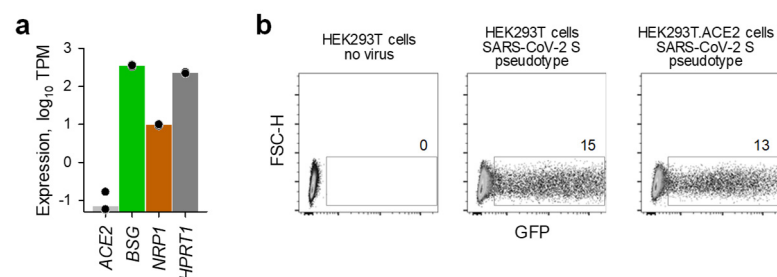 a
Expression, log10 TPM
3
2
1
0
-1
ACE2
BSG
NRP1
HPRT1
b
HEK293T cells
no virus
HEK293T cells
SARS-CoV-2 S
pseudotype
HEK293T.ACE2 cells
SARS-CoV-2 S
pseudotype
FSC-H
0
15
13
GFP